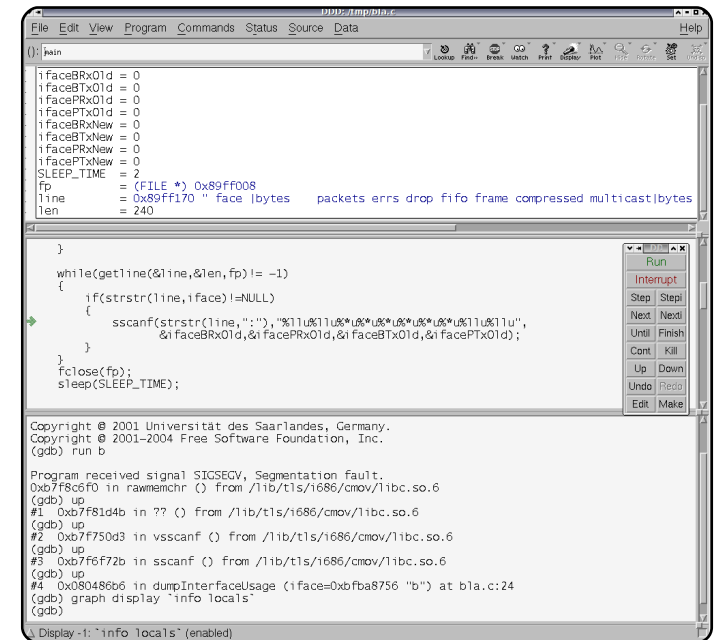 DDD: /tmp/bla.c
File Edit View Program Commands Status Source Data Help
(): main
Lookup Find» Break Watch Print Display Plot Hide Rotate Set Undisp
ifaceBRxOld = 0
ifaceBTxOld = 0
ifacePRxOld = 0
ifacePTxOld = 0
ifaceBRxNew = 0
ifaceBTxNew = 0
ifacePRxNew = 0
ifacePTxNew = 0
SLEEP_TIME = 2
fp = (FILE *) 0x89ff008
line = 0x89ff170 " face |bytes packets errs drop fifo frame compressed multicast|bytes
len = 240
}
while(getline(&line,&len,fp)!= -1)
{
if(strstr(line,iface)!=NULL)
{
sscanf(strstr(line,":"),"%llu%llu%*u%*u%*u%*u%*u%*u%llu%llu",
&ifaceBRxOld,&ifacePRxOld,&ifaceBTxOld,&ifacePTxOld);
}
}
fclose(fp);
sleep(SLEEP_TIME);
DDD
Run
Interrupt
Step Stepi
Next Nexti
Until Finish
Cont Kill
Up Down
Undo Redo
Edit Make
Copyright @ 2001 Universität des Saarlandes, Germany.
Copyright @ 2001-2004 Free Software Foundation, Inc.
(gdb) run b
Program received signal SIGSEGV, Segmentation fault.
0xb7f8c6f0 in rawmemchr () from /lib/tls/i686/cmov/libc.so.6
(gdb) up
#1 0xb7f81d4b in ?? () from /lib/tls/i686/cmov/libc.so.6
(gdb) up
#2 0xb7f750d3 in vsscanf () from /lib/tls/i686/cmov/libc.so.6
(gdb) up
#3 0xb7f6f72b in sscanf () from /lib/tls/i686/cmov/libc.so.6
(gdb) up
#4 0x080486b6 in dumpInterfaceUsage (iface=0xbfba8756 "b") at bla.c:24
(gdb) graph display `info locals`
(gdb)
Display -1: `info locals` (enabled)